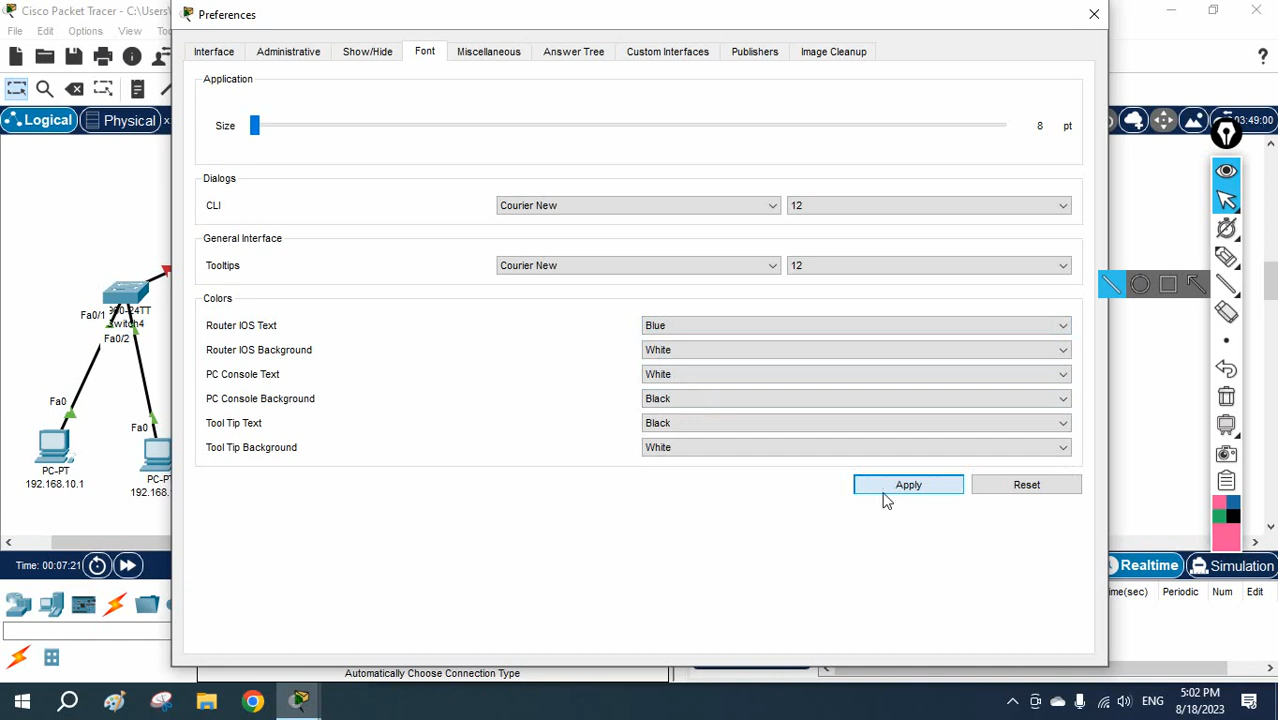 Cisco Packet Tracer - C:\Users\
Preferences
File Edit Options View Too
Interface Administrative Show/Hide Font Miscellaneous Answer Tree Custom Interfaces Publishers Image Cleanup
Application
Size 8 pt
Logical Physical 03:49:00
Dialogs
CLI Courier New 12
General Interface
Tooltips Courier New 12
Colors
Router IOS Text Blue
Router IOS Background White
PC Console Text White
PC Console Background Black
Tool Tip Text Black
Tool Tip Background White
Apply Reset
Fa0/1
Fa0/2
Fa0
Fa0
PC-PT
192.168.10.1
Time: 00:07:21
Realtime Simulation
Periodic Num Edit
Automatically Choose Connection Type
ENG
5:02 PM
8/18/2023